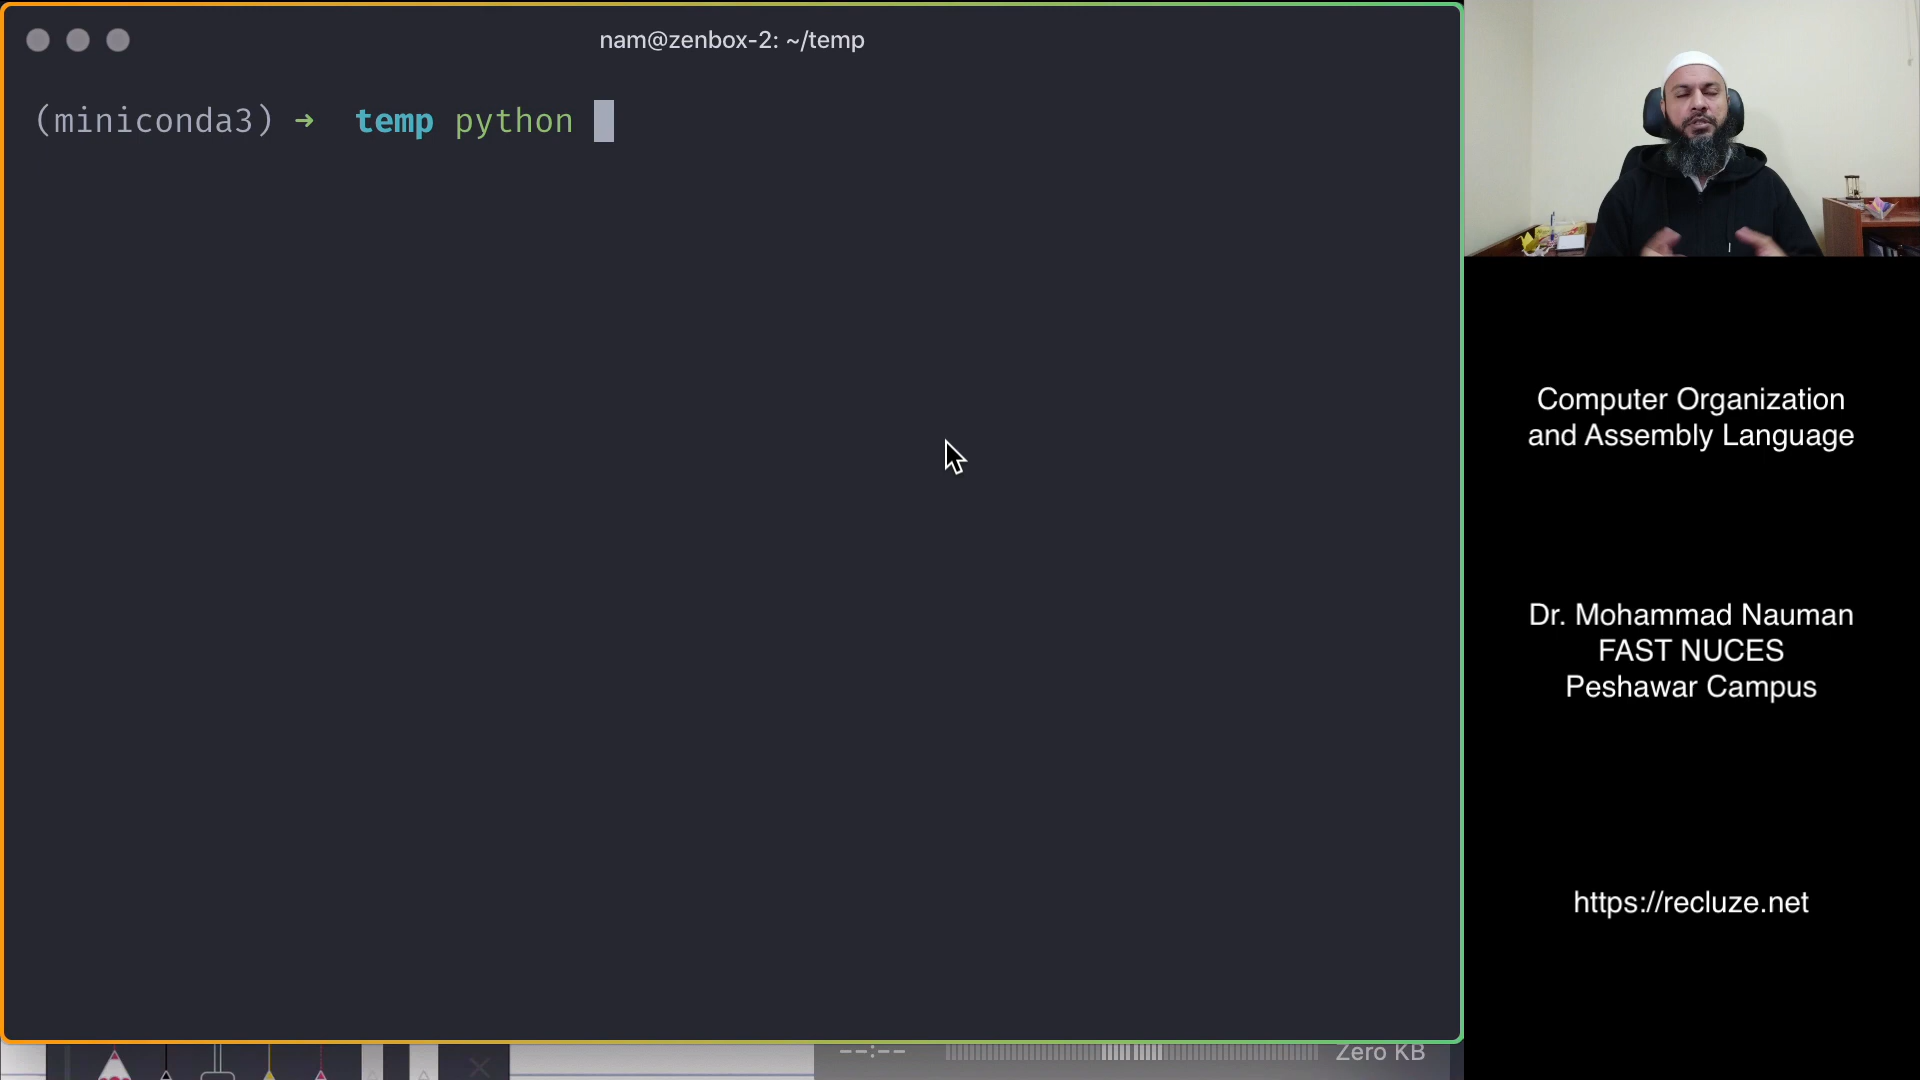 nam@zenbox-2: ~/temp
(miniconda3) ➜ temp python
Computer Organization
and Assembly Language
Dr. Mohammad Nauman
FAST NUCES
Peshawar Campus
https://recluze.net
--:-- Zero KB